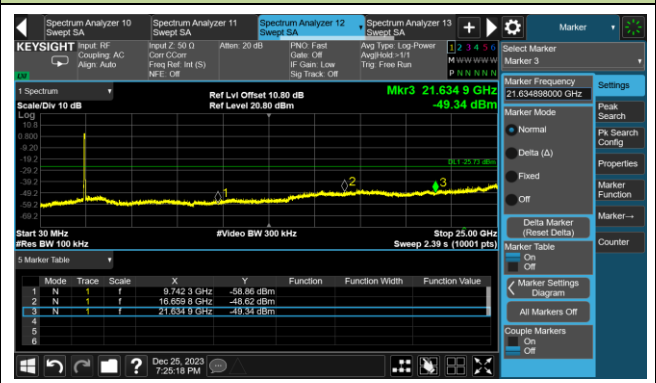 Spectrum Analyzer 10
Swept SA
Spectrum Analyzer 11
Swept SA
Spectrum Analyzer 12
Swept SA
Spectrum Analyzer 13
Swept SA
+
Marker
KEYSIGHT
Input: RF
Coupling: AC
Align: Auto
Input Z: 50 Ω
Corr CCorr
Freq Ref: Int (S)
NFE: Off
Atten: 20 dB
PNO: Fast
Gate: Off
IF Gain: Low
Sig Track: Off
Avg Type: Log-Power
Avg|Hold:>1/1
Trig: Free Run
1 2 3 4 5 6
M W W W W W
P N N N N N
LXI
Select Marker
Marker 3
1 Spectrum
Scale/Div 10 dB
Log
Ref Lvl Offset 10.80 dB
Ref Level 20.80 dBm
Mkr3 21.634 9 GHz
-49.34 dBm
10.8
0.800
-9.20
-19.2
-29.2
-39.2
-49.2
-59.2
-69.2
DL1 -25.73 dBm
1
2
3
Start 30 MHz
#Res BW 100 kHz
#Video BW 300 kHz
Stop 25.00 GHz
Sweep 2.39 s (10001 pts)
5 Marker Table
Mode Trace Scale X Y Function Function Width Function Value
1 N 1 f 9.742 3 GHz -58.86 dBm
2 N 1 f 16.659 8 GHz -48.62 dBm
3 N 1 f 21.634 9 GHz -49.34 dBm
4
5
6
Marker Frequency
21.634898000 GHz
Marker Mode
Normal
Delta (Δ)
Fixed
Off
Delta Marker
(Reset Delta)
Marker Table
On
Off
Marker Settings
Diagram
All Markers Off
Couple Markers
On
Off
Settings
Peak
Search
Pk Search
Config
Properties
Marker
Function
Marker→
Counter
?
Dec 25, 2023
7:25:18 PM